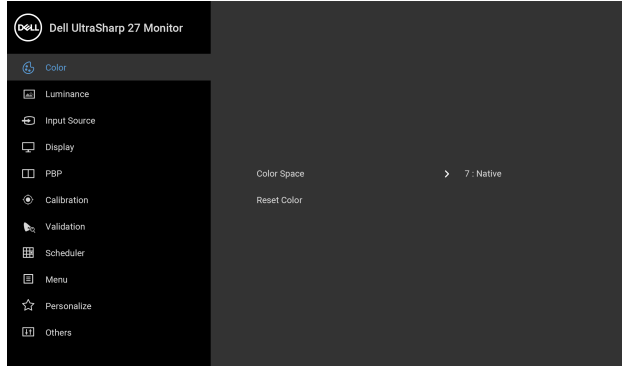 DELL Dell UltraSharp 27 Monitor
Color
Luminance
Input Source
Display
PBP
Color Space 7 : Native
Calibration
Reset Color
Validation
Scheduler
Menu
Personalize
Others